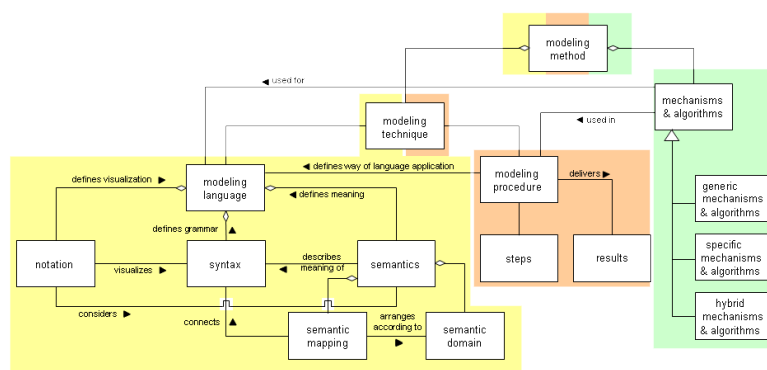 modeling
method
◄ used for
mechanisms
& algorithms
modeling
technique
◄ used in
◄ defines way of language application
modeling
language
modeling
procedure
defines visualization ►
delivers ►
◄ defines meaning
generic
mechanisms
& algorithms
defines grammar ▲
notation
syntax
describes
◄ meaning of
semantics
steps
results
specific
mechanisms
& algorithms
visualizes ►
considers ►
connects ▲
semantic
mapping
arranges
according to
►
semantic
domain
hybrid
mechanisms
& algorithms